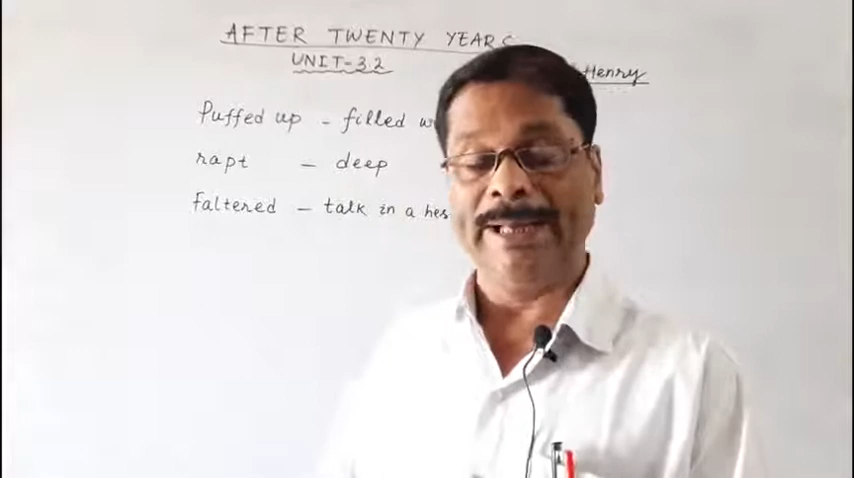 AFTER TWENTY YEARS
UNIT-3.2
Henry
Puffed up - filled
rapt - deep
Faltered - talk in a